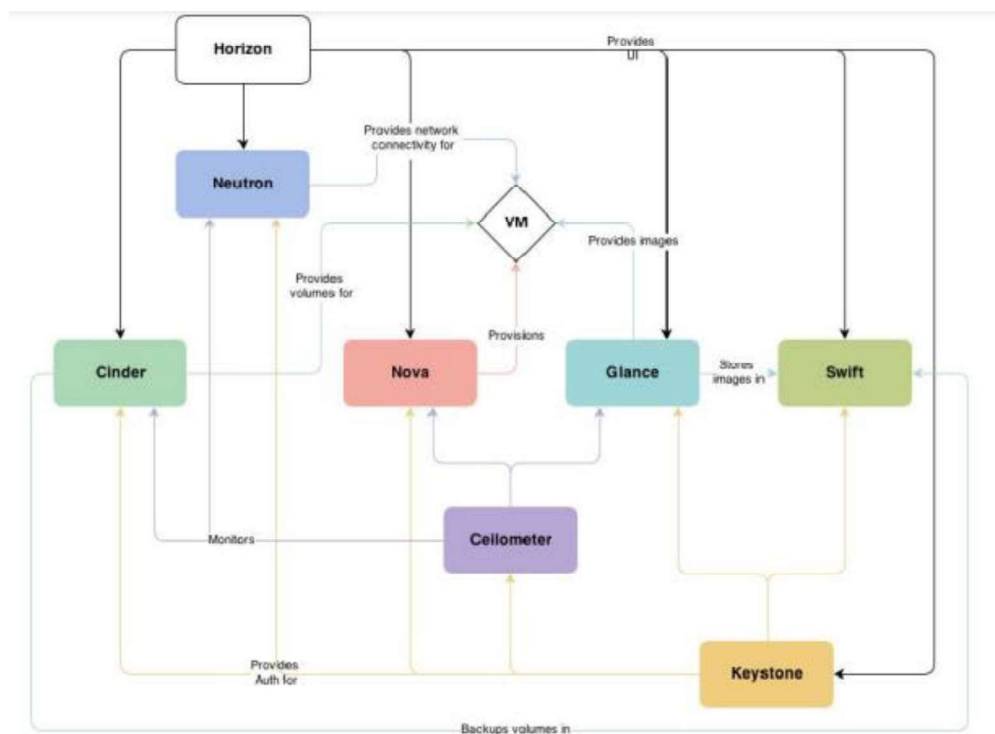 Horizon
Provides
UI
Provides network
connectivity for
Neutron
VM
Provides images
Provides
volumes for
Provisions
Cinder
Nova
Glance
Stores
images in
Swift
Ceilometer
Monitors
Provides
Auth for
Keystone
Backups volumes in